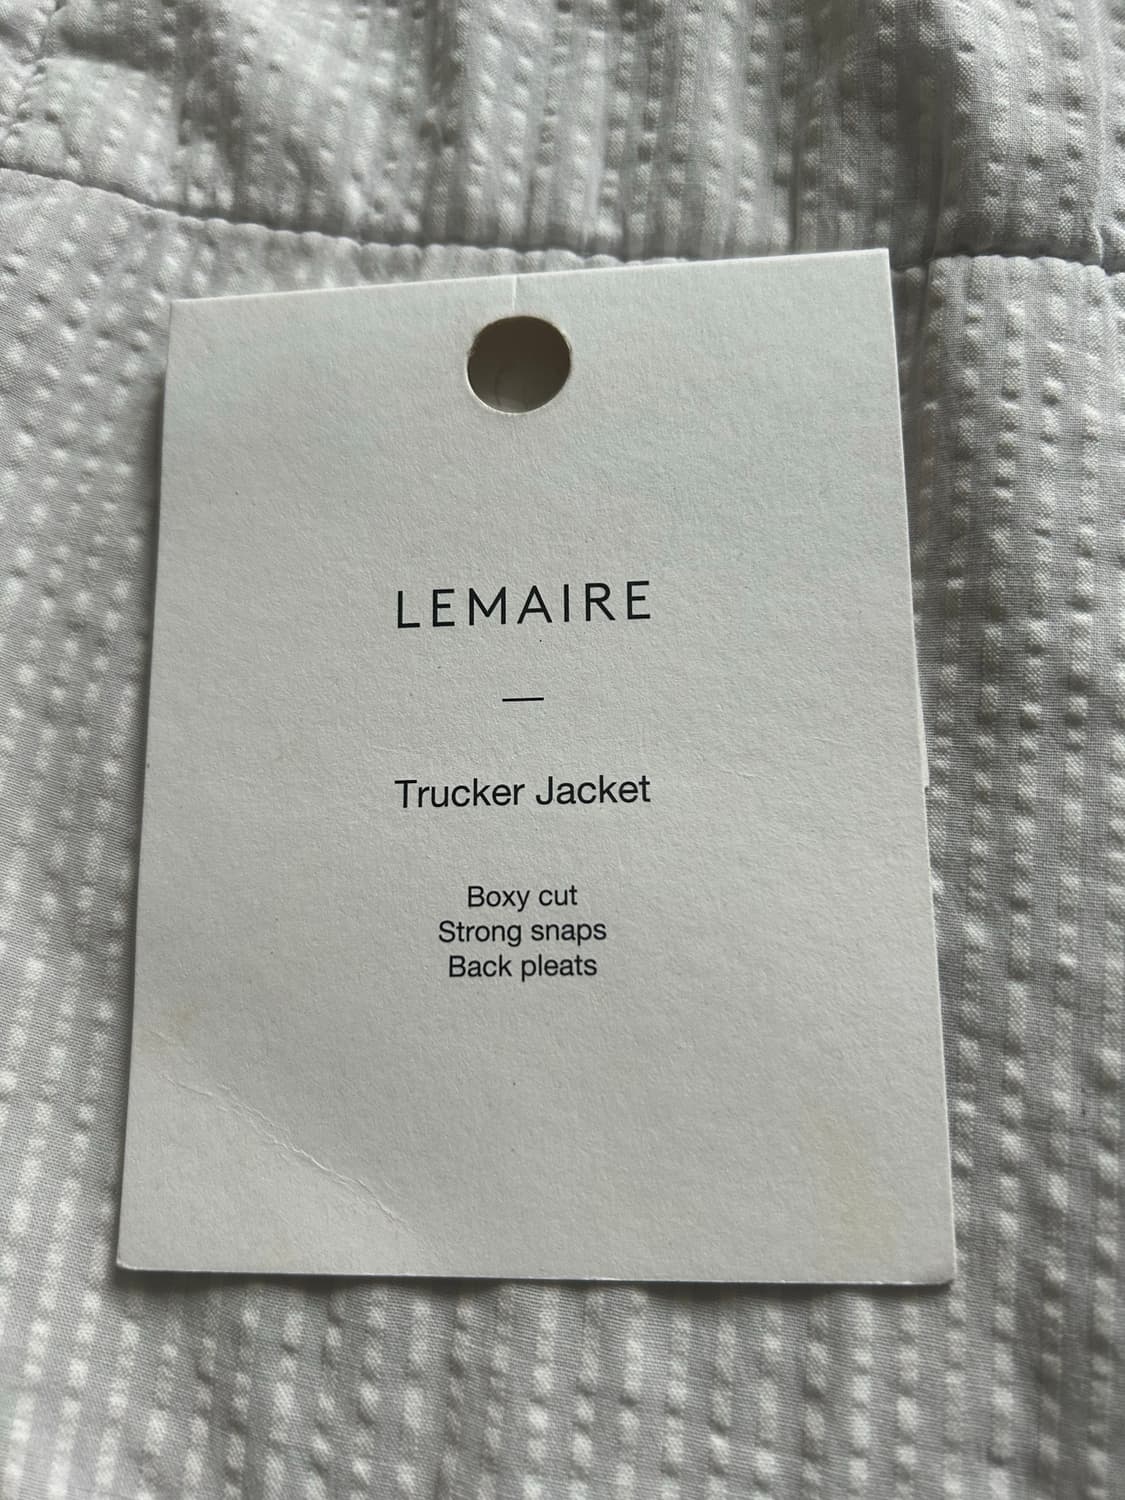 LEMAIRE
—
Trucker Jacket
Boxy cut
Strong snaps
Back pleats